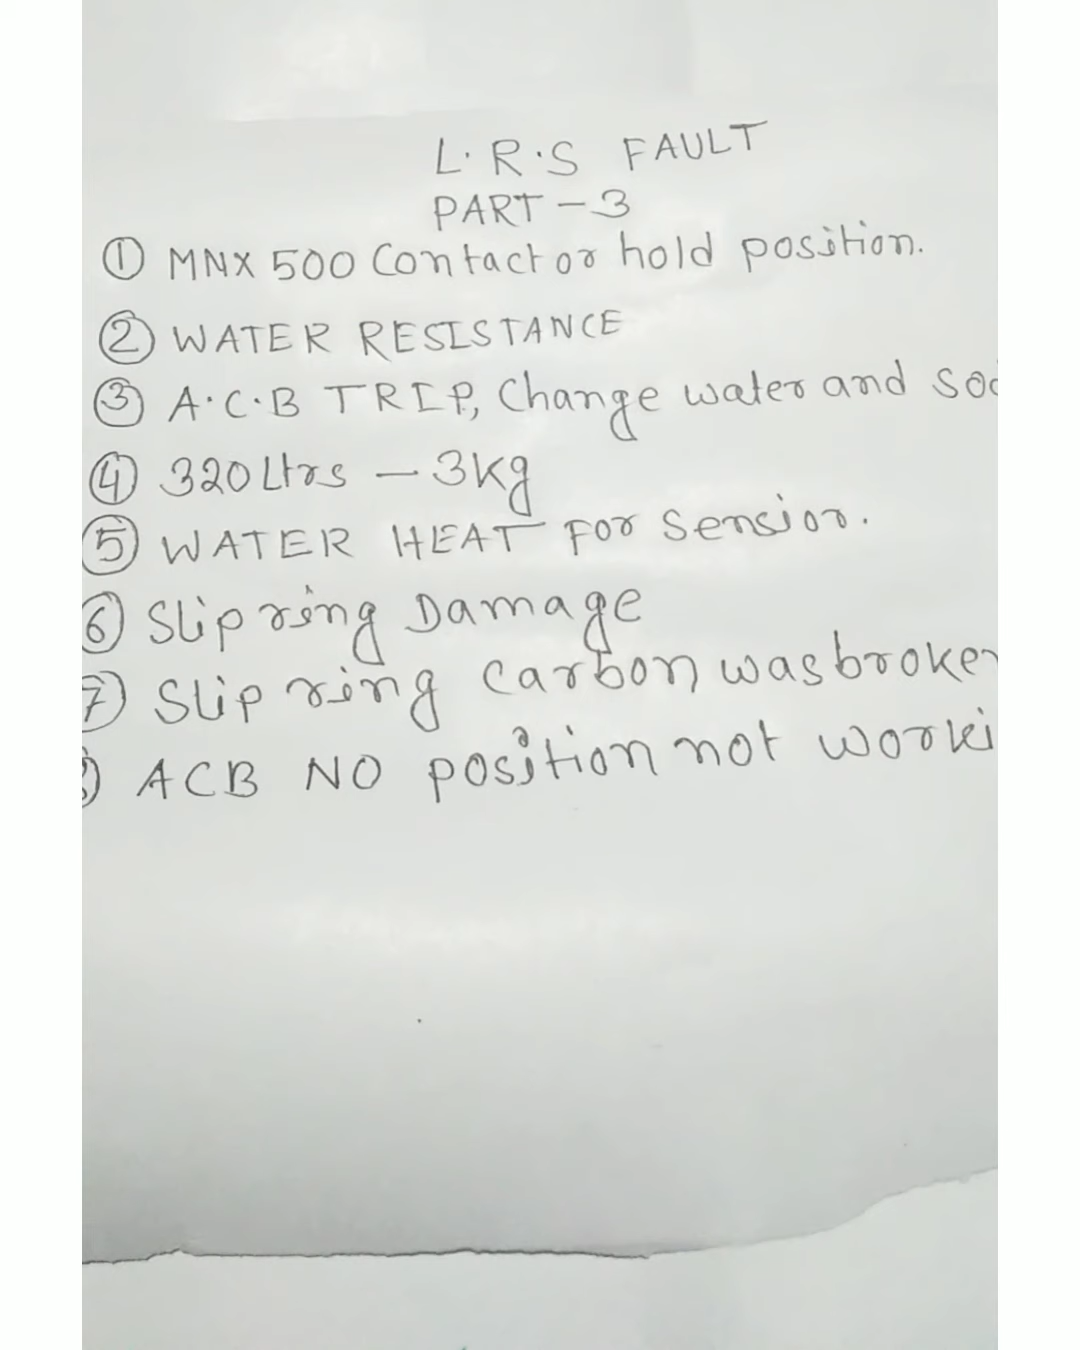 L.R.S FAULT
PART - 3
① MNX 500 Contactor hold position.
② WATER RESISTANCE
③ A.C.B TRIP, Change water and
④ 320 Ltrs - 3kg
⑤ WATER HEAT For Sensior.
⑥ Slip ring Damage
⑦ Slip ring Carbon was broke
ACB NO position not worki